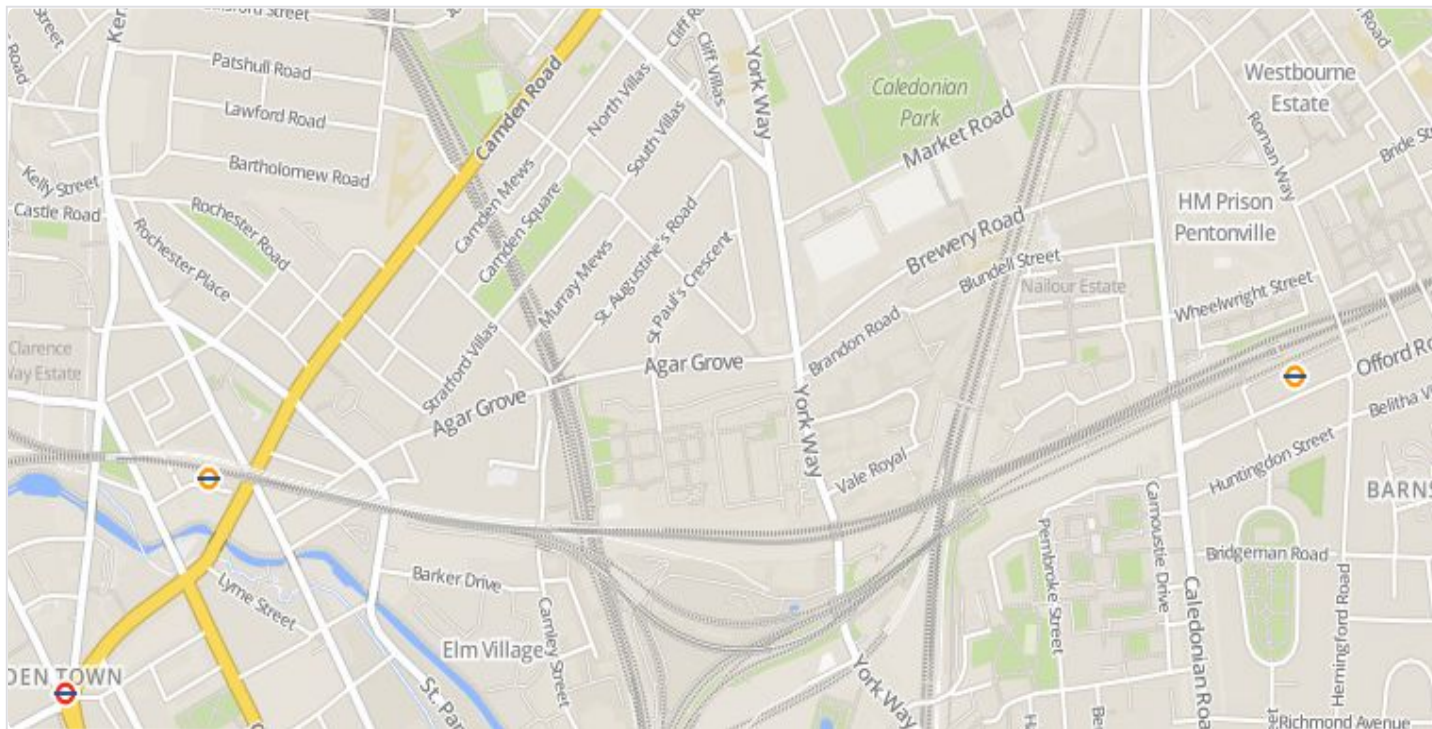 Street
Road
Patshull Road
Lawford Road
Bartholomew Road
Kelly Street
Castle Road
Rochester Road
Rochester Place
Clarence
Camden Road
Cliff
Cliff Villas
North Villas
South Villas
Camden Mews
Camden Square
Murray Mews
St. Augustine's Road
St. Paul's Crescent
Stratford Villas
Agar Grove
Agar Grove
York Way
York Way
York Way
Caledonian
Park
Market Road
Brewery Road
Blundell Street
Brandon Road
Vale Royal
Nailour Estate
Westbourne
Estate
Road
Roman Way
Bride
HM Prison
Pentonville
Wheelwright Street
Offord
Belitha
Huntingdon Street
BARNS
Bridgeman Road
Hemingford Road
Richmond Avenue
Carnoustie Drive
Caledonian Roa
Pembroke Street
Barker Drive
Camley Street
Elm Village
Lyme Street
DEN TOWN
St. Pan